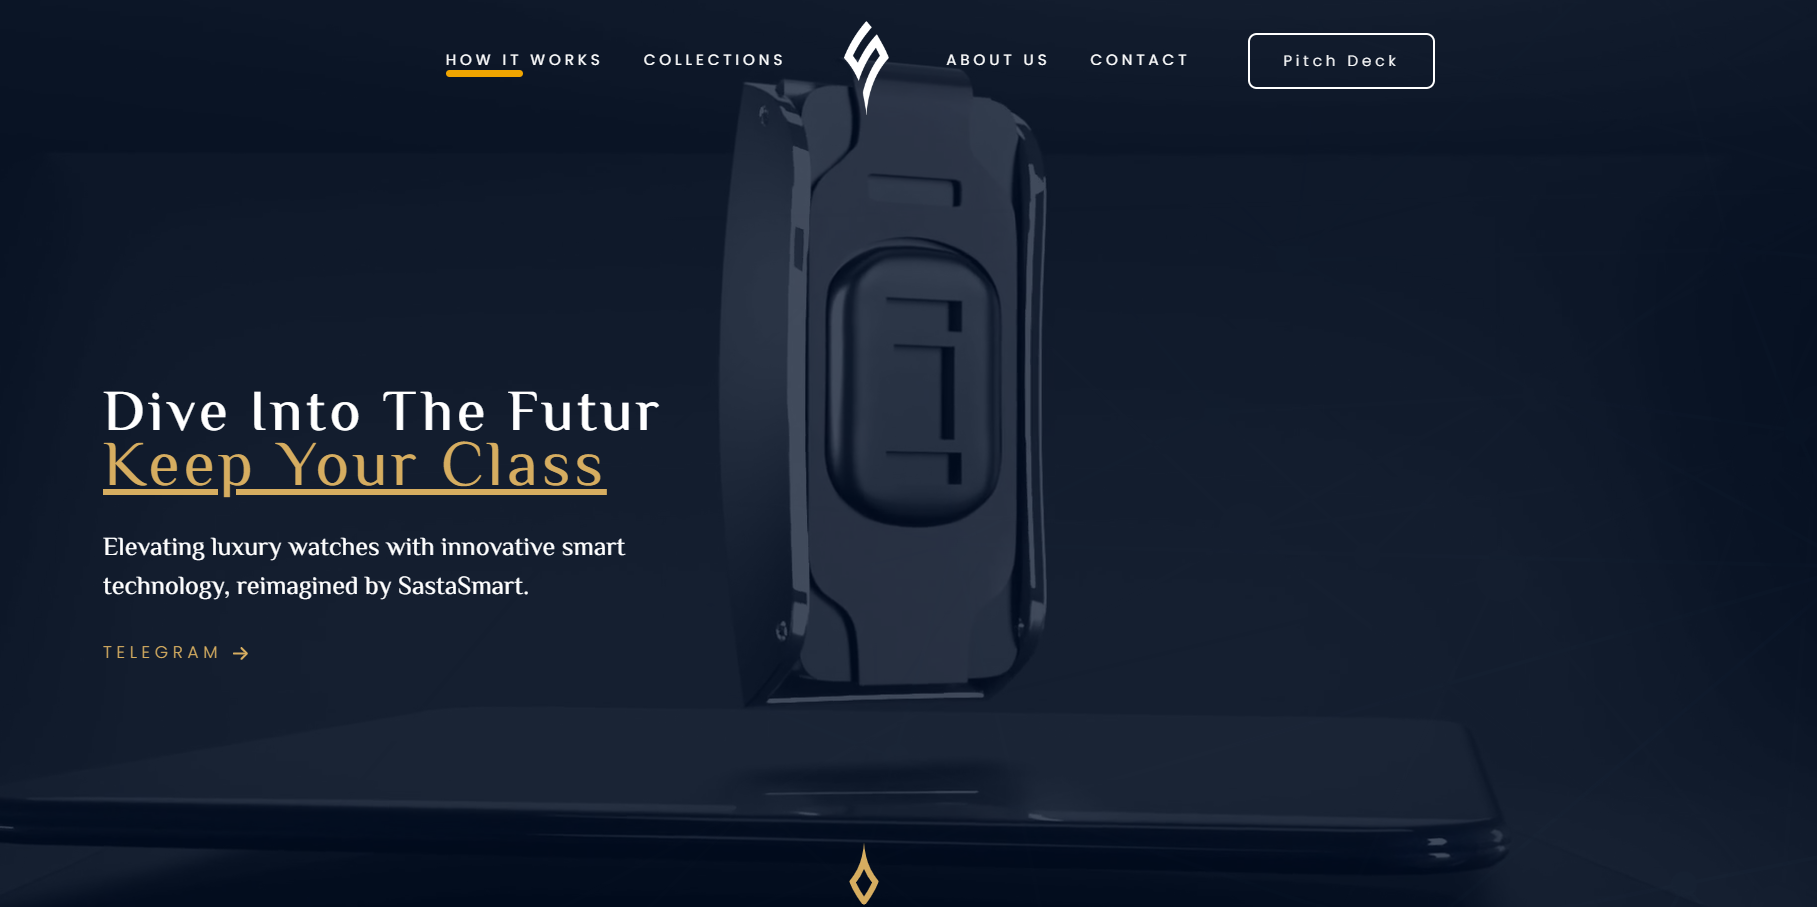 HOW IT WORKS COLLECTIONS ABOUT US CONTACT Pitch Deck
Dive Into The Futur
Keep Your Class
Elevating luxury watches with innovative smart
technology, reimagined by SastaSmart.
TELEGRAM →